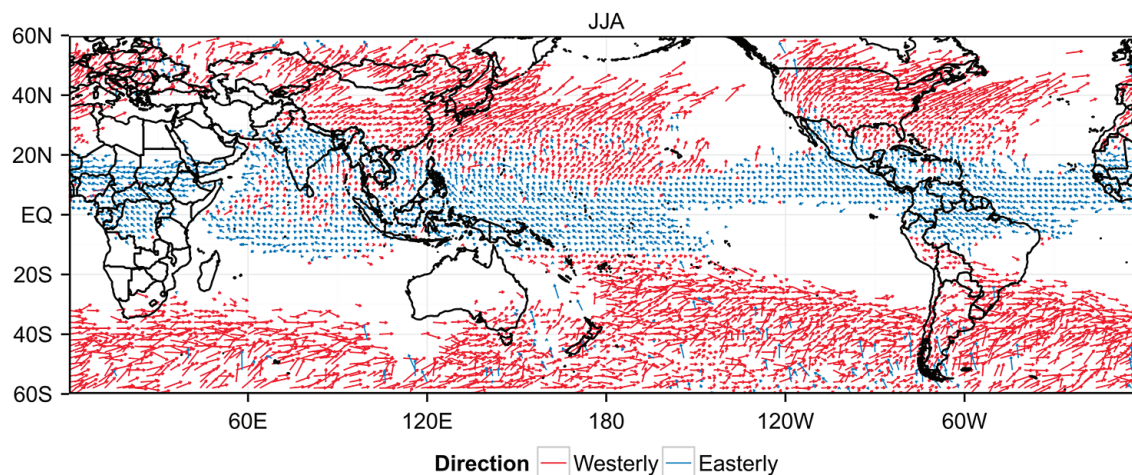 JJA
60N
40N
20N
EQ
20S
40S
60S
60E 120E 180 120W 60W
Direction Westerly Easterly